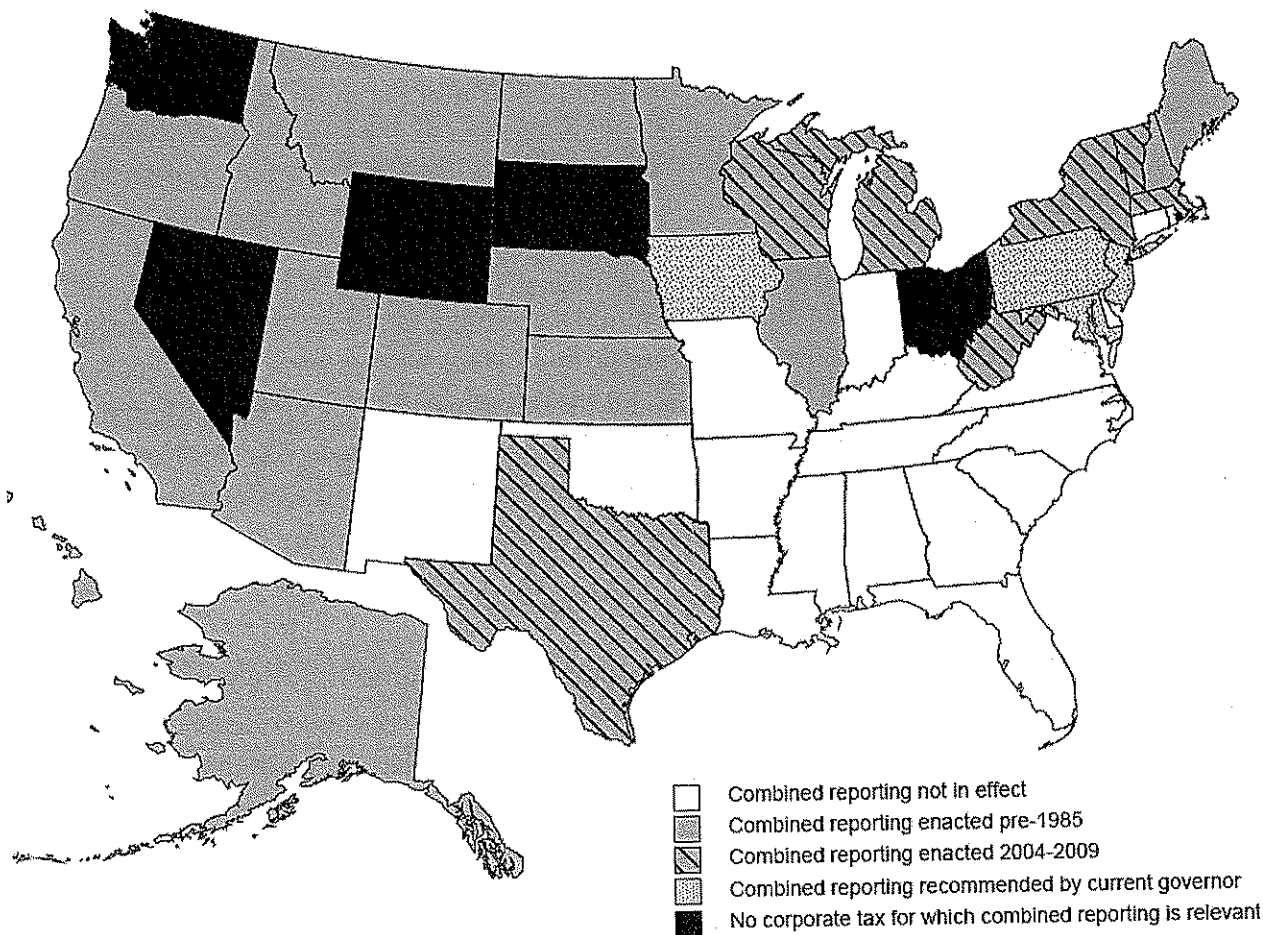 Combined reporting not in effect
Combined reporting enacted pre-1985
Combined reporting enacted 2004-2009
Combined reporting recommended by current governor
No corporate tax for which combined reporting is relevant